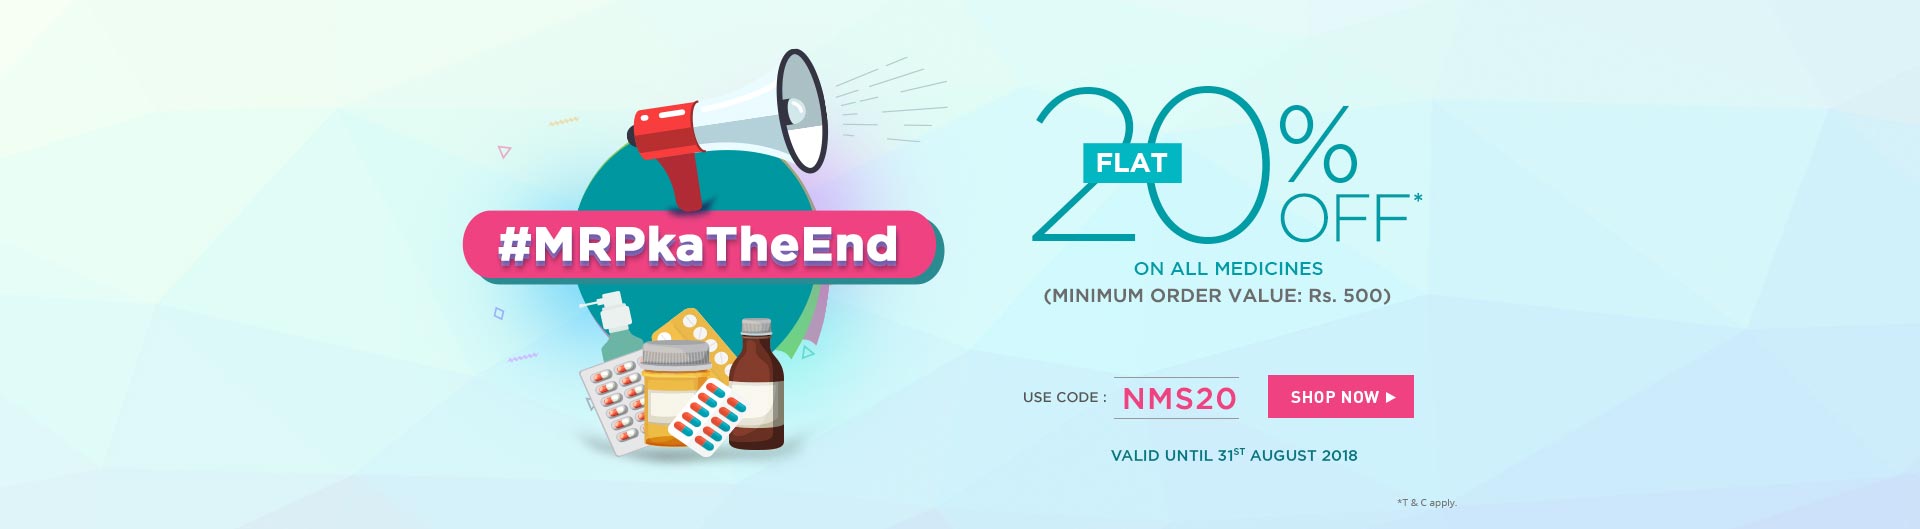 #MRPkaTheEnd
FLAT
20% OFF*
ON ALL MEDICINES
(MINIMUM ORDER VALUE: Rs. 500)
USE CODE : NMS20
SHOP NOW ▶
VALID UNTIL 31ST AUGUST 2018
*T & C apply.